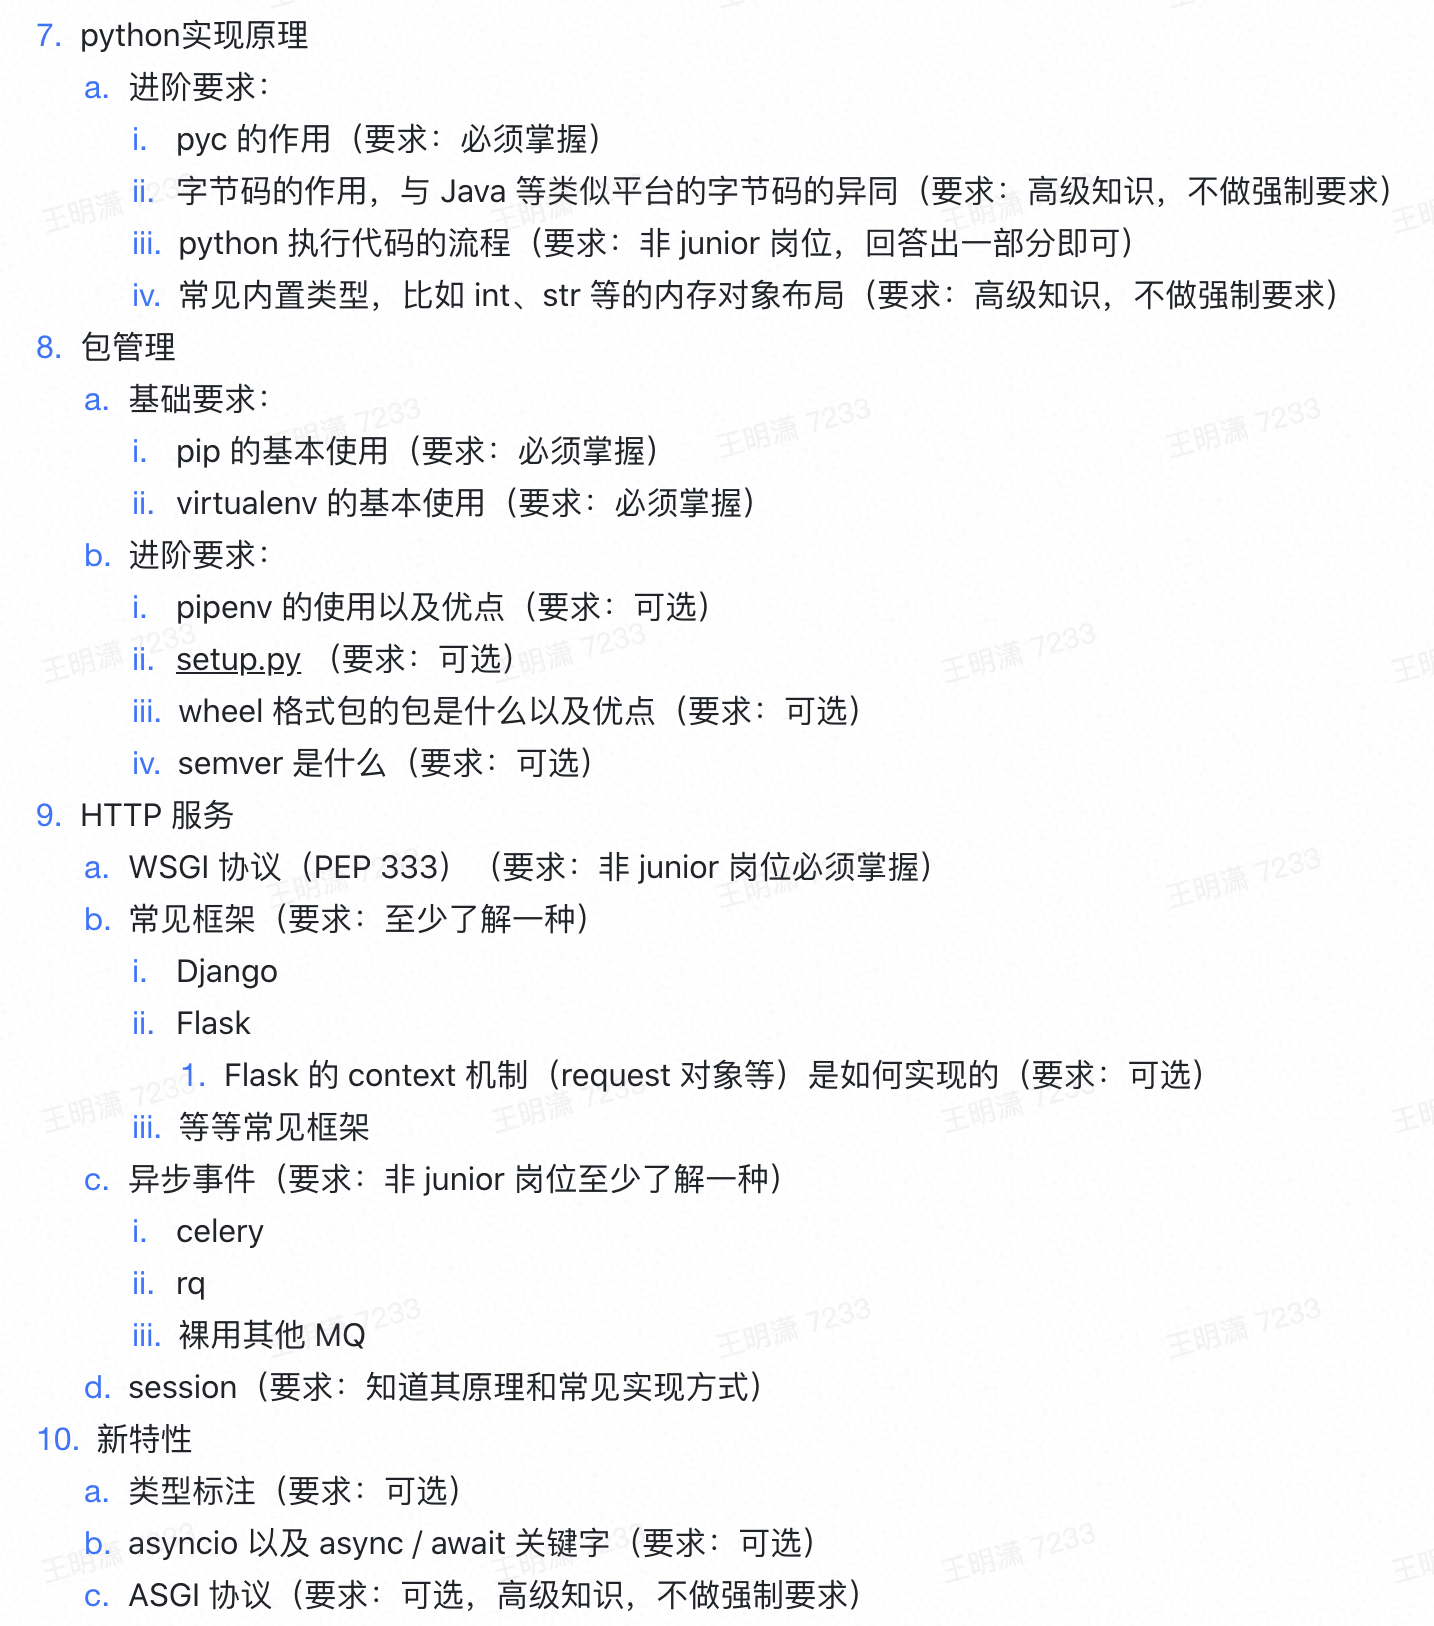 7. python实现原理
a. 进阶要求：
i. pyc 的作用（要求：必须掌握）
ii. 字节码的作用，与 Java 等类似平台的字节码的异同（要求：高级知识，不做强制要求）
iii. python 执行代码的流程（要求：非 junior 岗位，回答出一部分即可）
iv. 常见内置类型，比如 int、str 等的内存对象布局（要求：高级知识，不做强制要求）
8. 包管理
a. 基础要求：
i. pip 的基本使用（要求：必须掌握）
ii. virtualenv 的基本使用（要求：必须掌握）
b. 进阶要求：
i. pipenv 的使用以及优点（要求：可选）
ii. setup.py （要求：可选）
iii. wheel 格式包的包是什么以及优点（要求：可选）
iv. semver 是什么（要求：可选）
9. HTTP 服务
a. WSGI 协议（PEP 333）（要求：非 junior 岗位必须掌握）
b. 常见框架（要求：至少了解一种）
i. Django
ii. Flask
1. Flask 的 context 机制（request 对象等）是如何实现的（要求：可选）
iii. 等等常见框架
c. 异步事件（要求：非 junior 岗位至少了解一种）
i. celery
ii. rq
iii. 裸用其他 MQ
d. session（要求：知道其原理和常见实现方式）
10. 新特性
a. 类型标注（要求：可选）
b. asyncio 以及 async / await 关键字（要求：可选）
c. ASGI 协议（要求：可选，高级知识，不做强制要求）
王明潇 7233